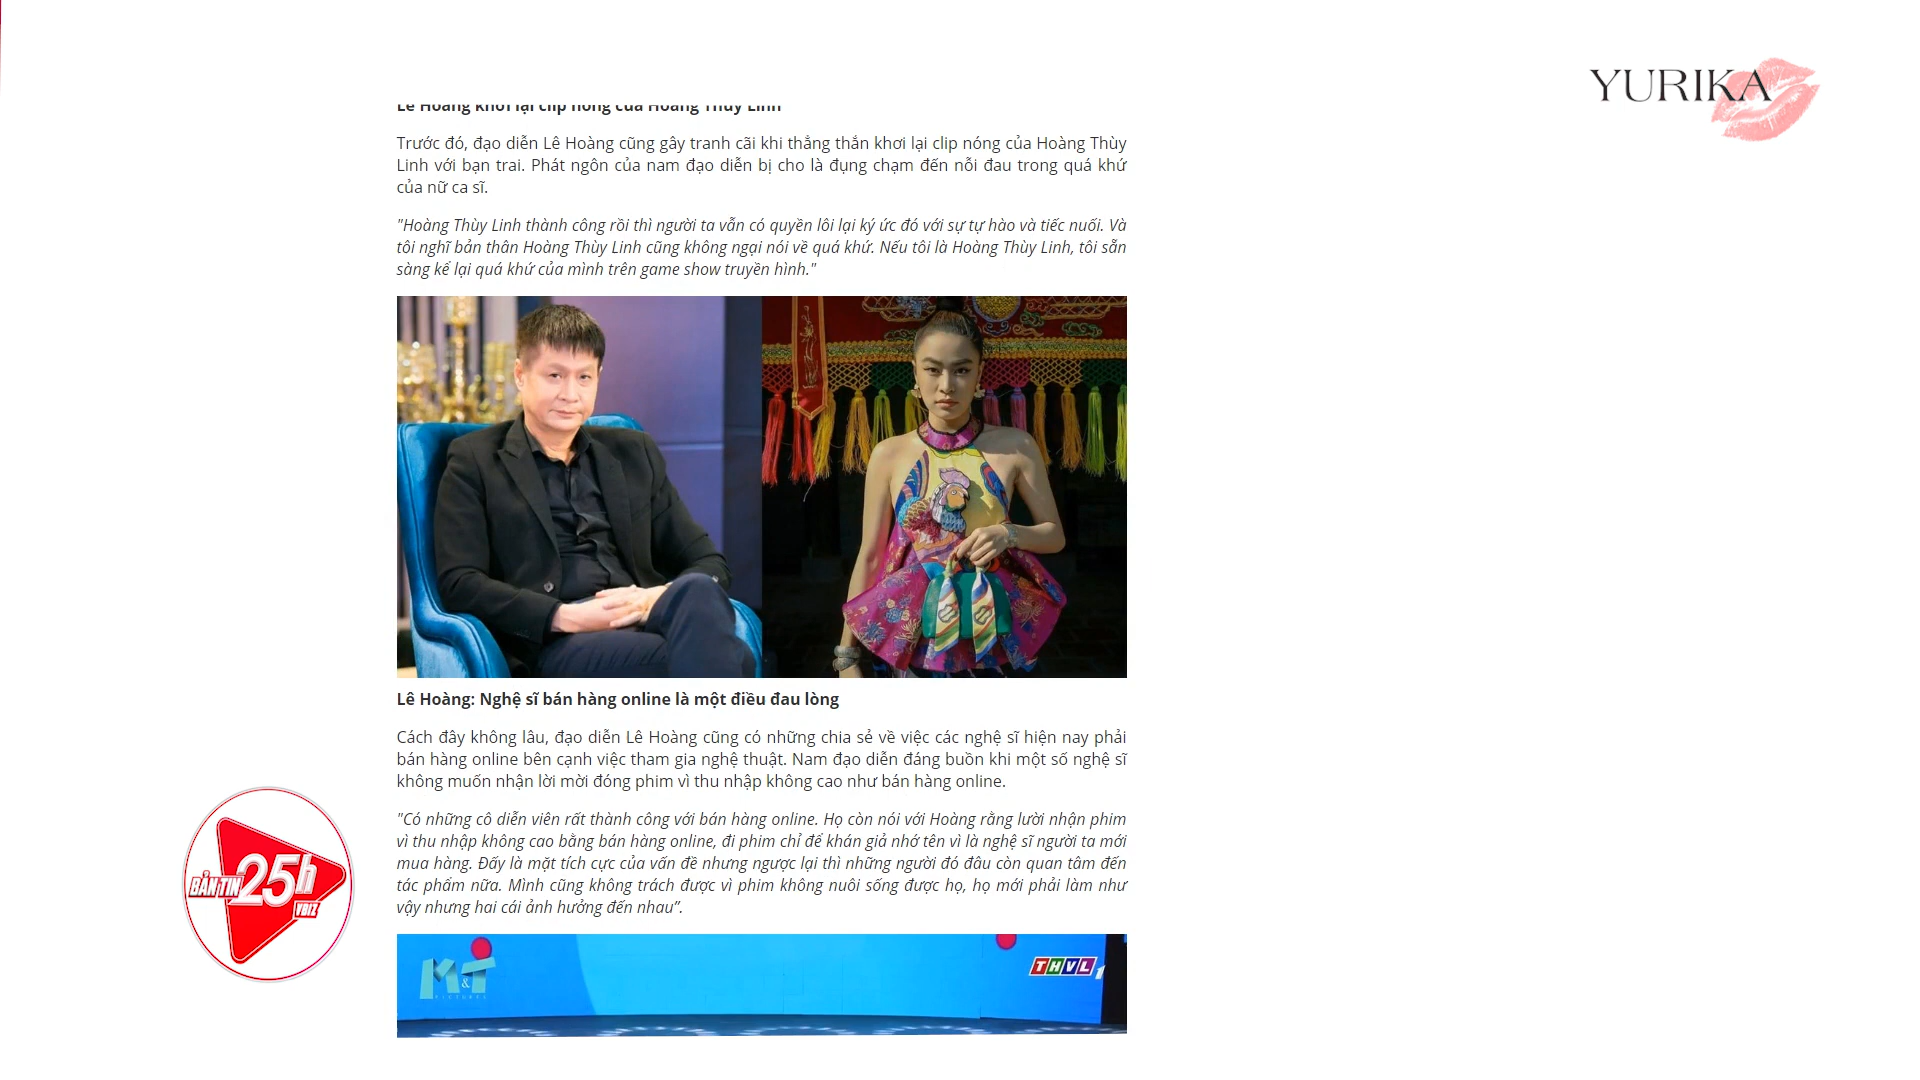 YURIKA
Lê Hoàng khơi lại clip nóng của Hoàng Thùy Linh
Trước đó, đạo diễn Lê Hoàng cũng gây tranh cãi khi thẳng thắn khơi lại clip nóng của Hoàng Thùy
Linh với bạn trai. Phát ngôn của nam đạo diễn bị cho là đụng chạm đến nỗi đau trong quá khứ
của nữ ca sĩ.
"Hoàng Thùy Linh thành công rồi thì người ta vẫn có quyền lôi lại ký ức đó với sự tự hào và tiếc nuối. Và
tôi nghĩ bản thân Hoàng Thùy Linh cũng không ngại nói về quá khứ. Nếu tôi là Hoàng Thùy Linh, tôi sẵn
sàng kể lại quá khứ của mình trên game show truyền hình."
Lê Hoàng: Nghệ sĩ bán hàng online là một điều đau lòng
Cách đây không lâu, đạo diễn Lê Hoàng cũng có những chia sẻ về việc các nghệ sĩ hiện nay phải
bán hàng online bên cạnh việc tham gia nghệ thuật. Nam đạo diễn đáng buồn khi một số nghệ sĩ
không muốn nhận lời mời đóng phim vì thu nhập không cao như bán hàng online.
"Có những cô diễn viên rất thành công với bán hàng online. Họ còn nói với Hoàng rằng lười nhận phim
vì thu nhập không cao bằng bán hàng online, đi phim chỉ để khán giả nhớ tên vì là nghệ sĩ người ta mới
mua hàng. Đấy là mặt tích cực của vấn đề nhưng ngược lại thì những người đó đâu còn quan tâm đến
tác phẩm nữa. Mình cũng không trách được vì phim không nuôi sống được họ, họ mới phải làm như
vậy nhưng hai cái ảnh hưởng đến nhau”.
BẢN TIN 25h
VBIZ
M&T
PICTURES
THVL1